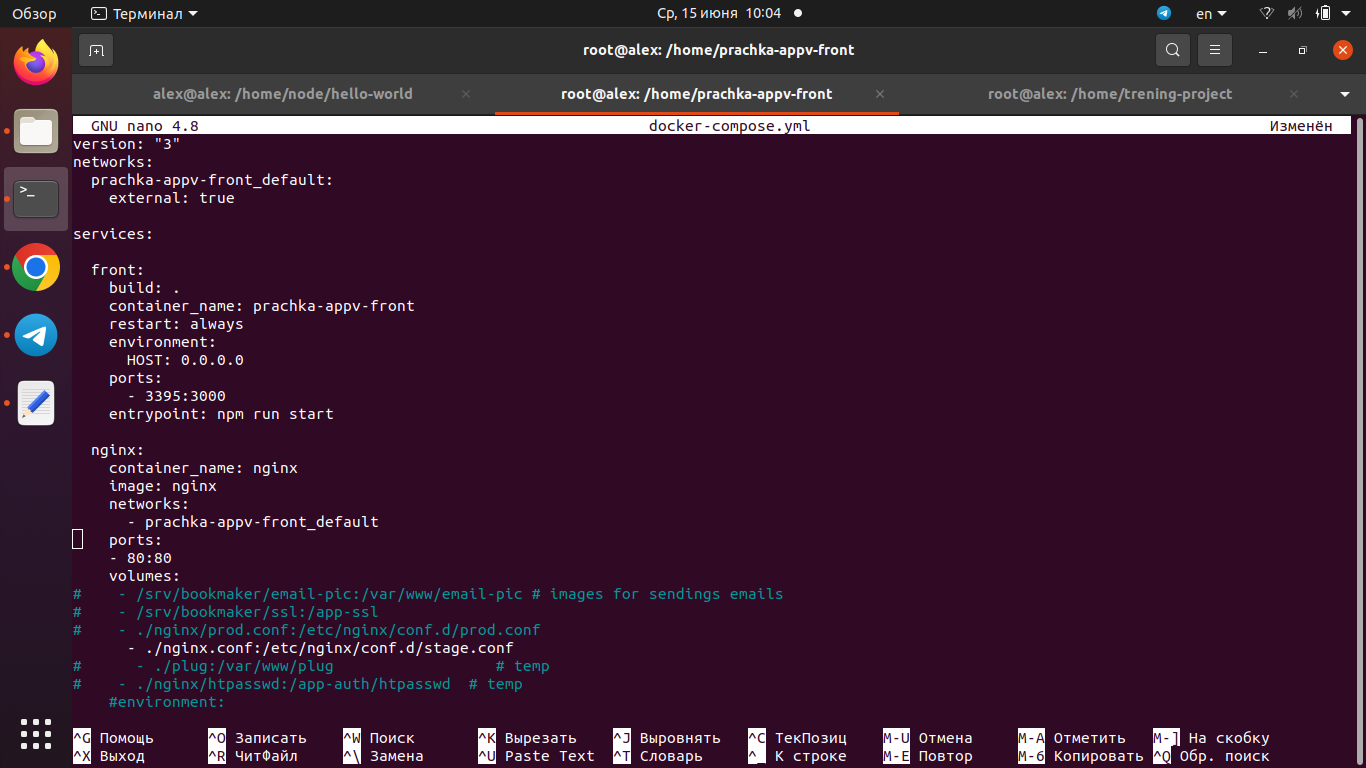 Обзор Терминал Ср, 15 июня 10:04 en
root@alex: /home/prachka-appv-front
alex@alex: /home/node/hello-world root@alex: /home/prachka-appv-front root@alex: /home/trening-project
GNU nano 4.8 docker-compose.yml Изменён
version: "3"
networks:
  prachka-appv-front_default:
    external: true
services:
  front:
    build: .
    container_name: prachka-appv-front
    restart: always
    environment:
      HOST: 0.0.0.0
    ports:
      - 3395:3000
    entrypoint: npm run start
  nginx:
    container_name: nginx
    image: nginx
    networks:
      - prachka-appv-front_default
    ports:
    - 80:80
    volumes:
#    - /srv/bookmaker/email-pic:/var/www/email-pic # images for sendings emails
#    - /srv/bookmaker/ssl:/app-ssl
#    - ./nginx/prod.conf:/etc/nginx/conf.d/prod.conf
      - ./nginx.conf:/etc/nginx/conf.d/stage.conf
#      - ./plug:/var/www/plug                  # temp
#    - ./nginx/htpasswd:/app-auth/htpasswd  # temp
    #environment:
^G Помощь ^O Записать ^W Поиск ^K Вырезать ^J Выровнять ^C ТекПозиц M-U Отмена M-A Отметить M-] На скобку
^X Выход ^R ЧитФайл ^\ Замена ^U Paste Text ^T Словарь ^_ К строке M-E Повтор M-6 Копировать ^Q Обр. поиск